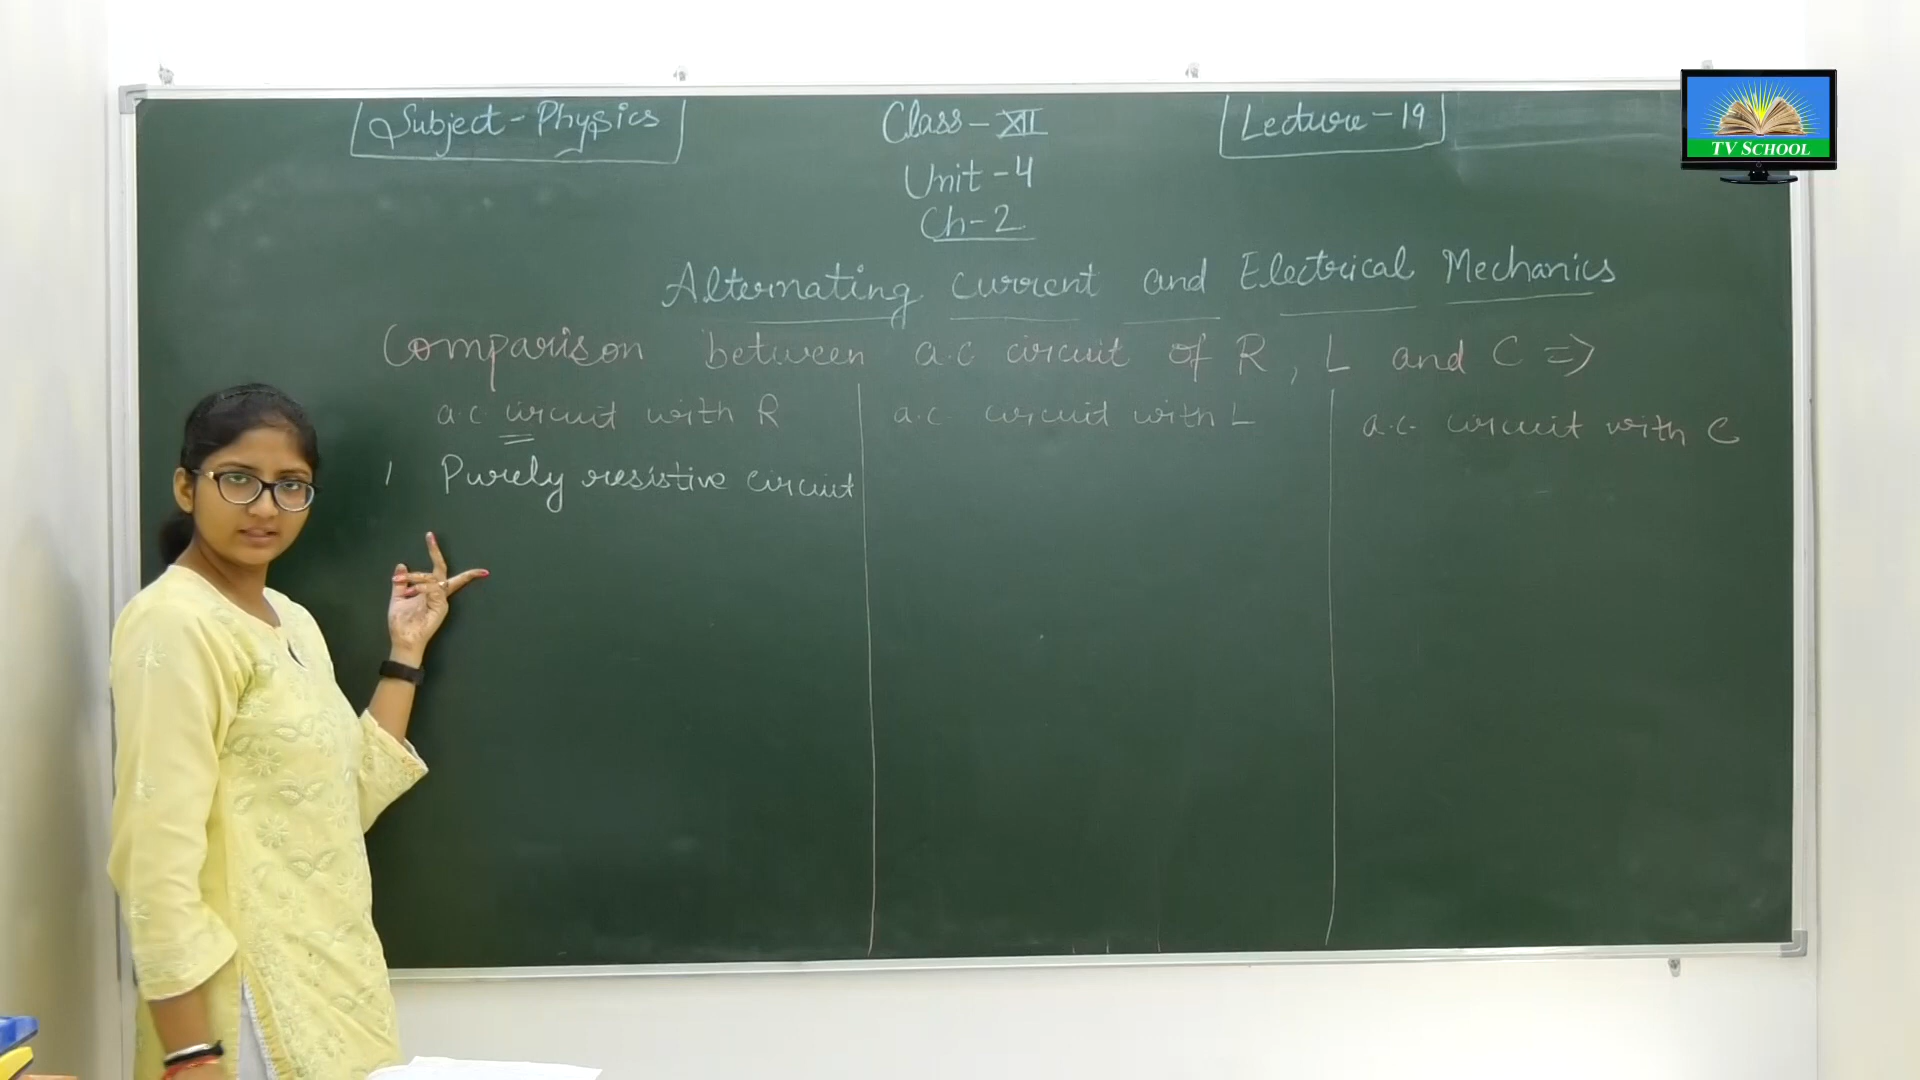 Subject - Physics
Class - XII
Lecture - 19
TV SCHOOL
Unit - 4
Ch - 2
Alternating current and Electrical Mechanics
Comparison between a.c circuit of R, L and C =>
a.c. circuit with R
a.c. circuit with L
a.c. circuit with C
1 Purely resistive circuit